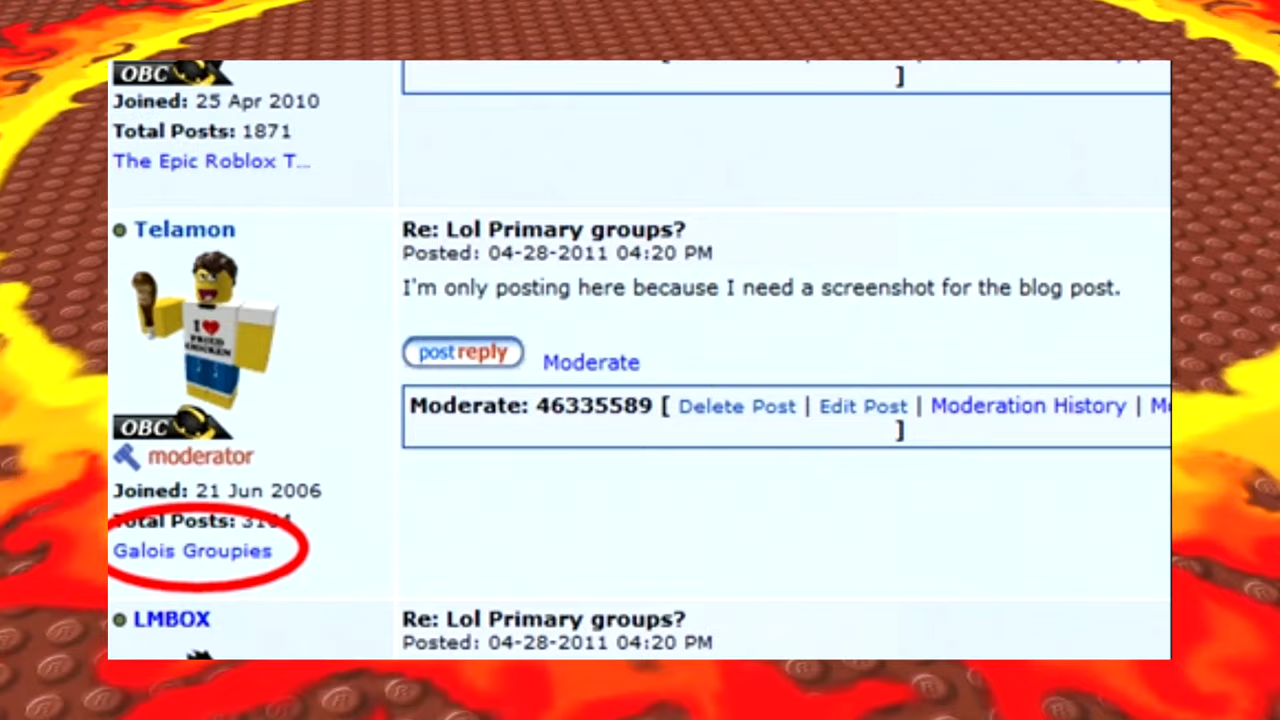 OBC
]
Joined: 25 Apr 2010
Total Posts: 1871
The Epic Roblox T...
Telamon
Re: Lol Primary groups?
Posted: 04-28-2011 04:20 PM
I'm only posting here because I need a screenshot for the blog post.
I ♥
FRIED
CHICKEN
post reply Moderate
Moderate: 46335589 [ Delete Post | Edit Post | Moderation History |
]
OBC
moderator
Joined: 21 Jun 2006
Total Posts:
Galois Groupies
LMBOX
Re: Lol Primary groups?
Posted: 04-28-2011 04:20 PM